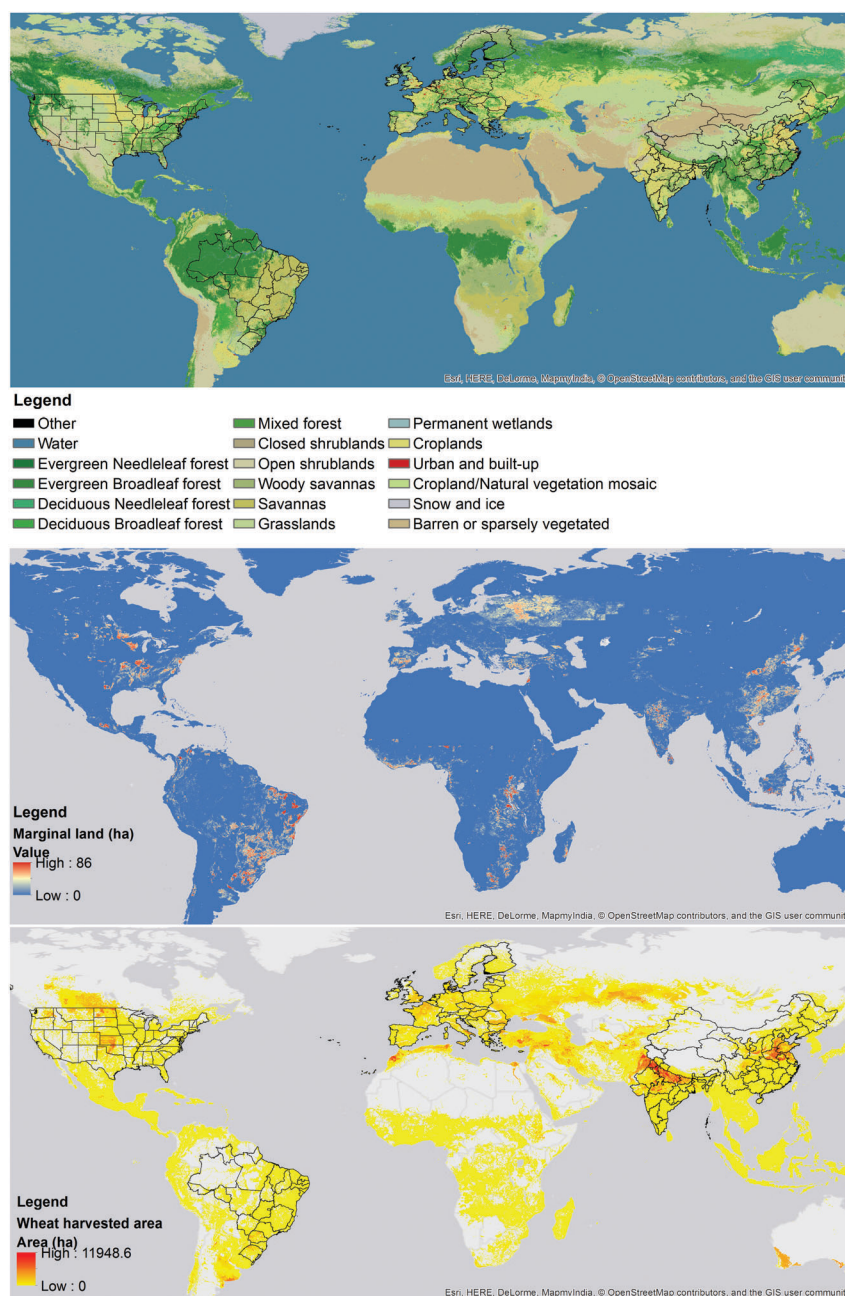 Esri, HERE, DeLorme, MapmyIndia, © OpenStreetMap contributors, and the GIS user communit
Legend
Other
Water
Evergreen Needleleaf forest
Evergreen Broadleaf forest
Deciduous Needleleaf forest
Deciduous Broadleaf forest
Mixed forest
Closed shrublands
Open shrublands
Woody savannas
Savannas
Grasslands
Permanent wetlands
Croplands
Urban and built-up
Cropland/Natural vegetation mosaic
Snow and ice
Barren or sparsely vegetated
Legend
Marginal land (ha)
Value
High : 86
Low : 0
Esri, HERE, DeLorme, MapmyIndia, © OpenStreetMap contributors, and the GIS user communit
Legend
Wheat harvested area
Area (ha)
High : 11948.6
Low : 0
Esri, HERE, DeLorme, MapmyIndia, © OpenStreetMap contributors, and the GIS user communit